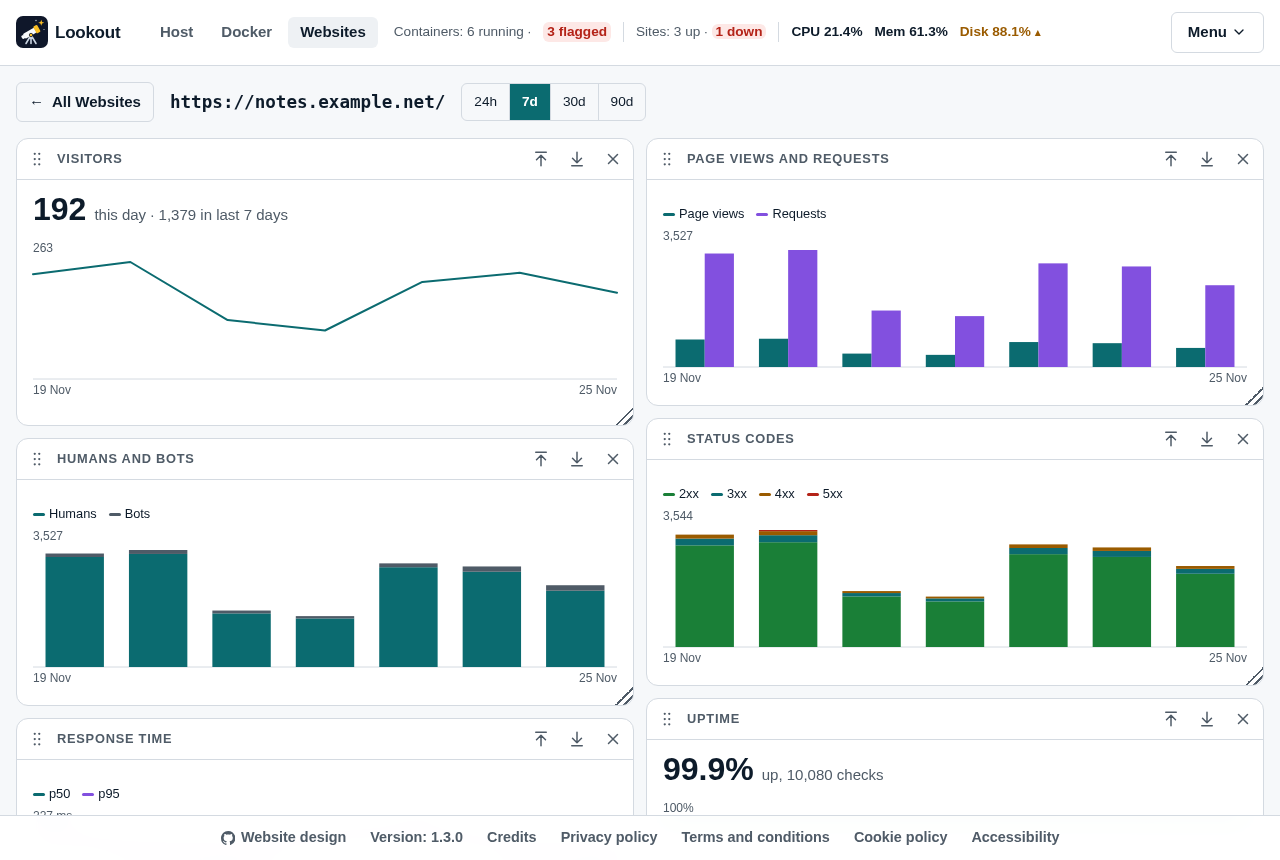 Lookout
Host
Docker
Websites
Containers: 6 running · 3 flagged
Sites: 3 up · 1 down
CPU 21.4% Mem 61.3% Disk 88.1% ▲
Menu
← All Websites
https://notes.example.net/
24h 7d 30d 90d
VISITORS
192 this day · 1,379 in last 7 days
263
19 Nov 25 Nov
PAGE VIEWS AND REQUESTS
Page views Requests
3,527
19 Nov 25 Nov
HUMANS AND BOTS
Humans Bots
3,527
19 Nov 25 Nov
STATUS CODES
2xx 3xx 4xx 5xx
3,544
19 Nov 25 Nov
RESPONSE TIME
p50 p95
UPTIME
99.9% up, 10,080 checks
100%
Website design
Version: 1.3.0
Credits
Privacy policy
Terms and conditions
Cookie policy
Accessibility